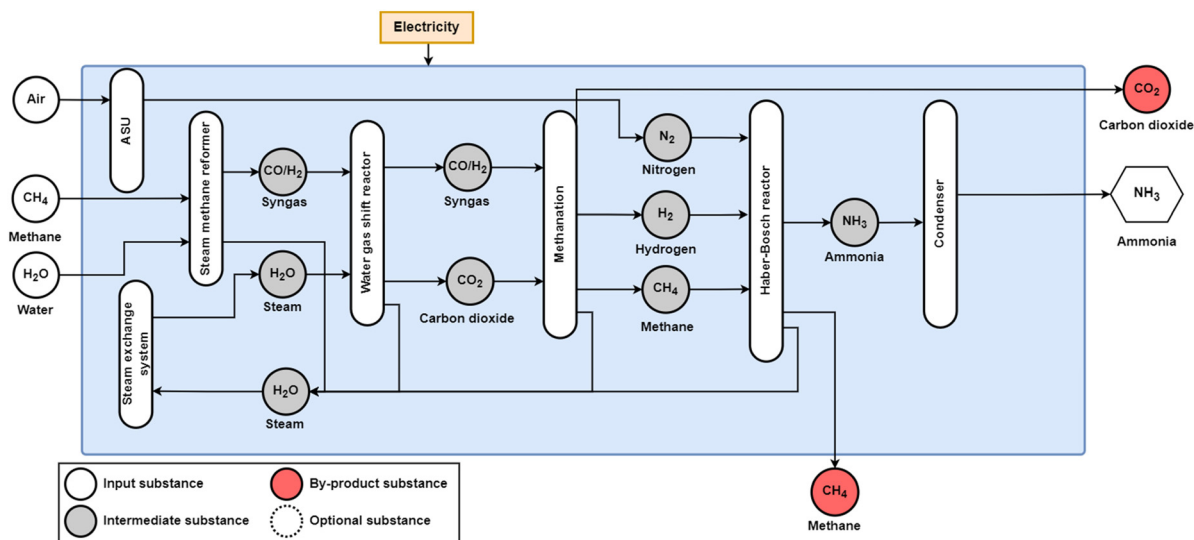 Electricity
Air
ASU
CO₂
Carbon dioxide
Steam methane reformer
CO/H₂
Syngas
Water gas shift reactor
CO/H₂
Syngas
Methanation
N₂
Nitrogen
Haber-Bosch reactor
Condenser
CH₄
Methane
H₂
Hydrogen
NH₃
Ammonia
NH₃
Ammonia
H₂O
Water
H₂O
Steam
CO₂
Carbon dioxide
CH₄
Methane
Steam exchange
system
H₂O
Steam
CH₄
Methane
Input substance
By-product substance
Intermediate substance
Optional substance